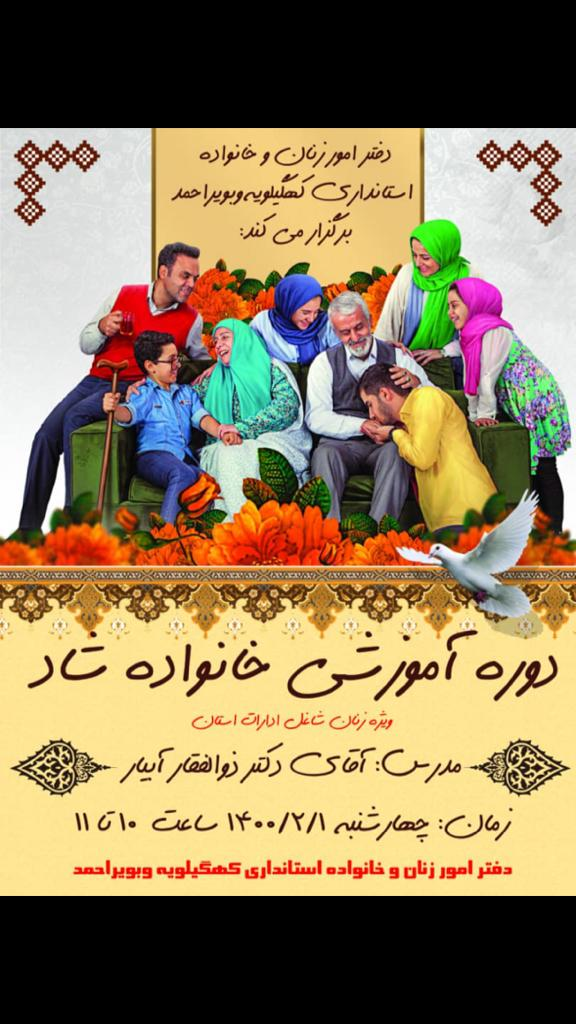 دفتر امور زنان و خانواده
استانداری کهگیلویه و بویراحمد
برگزار می کند:
دوره آموزشی خانواده شاد
ویژه زنان شاغل ادارات استان
مدرس: آقای دکتر ذوالفقار آبیار
زمان: چهارشنبه ۱۴۰۰/۲/۱ ساعت ۱۰ تا ۱۱
دفتر امور زنان و خانواده استانداری کهگیلویه وبویراحمد